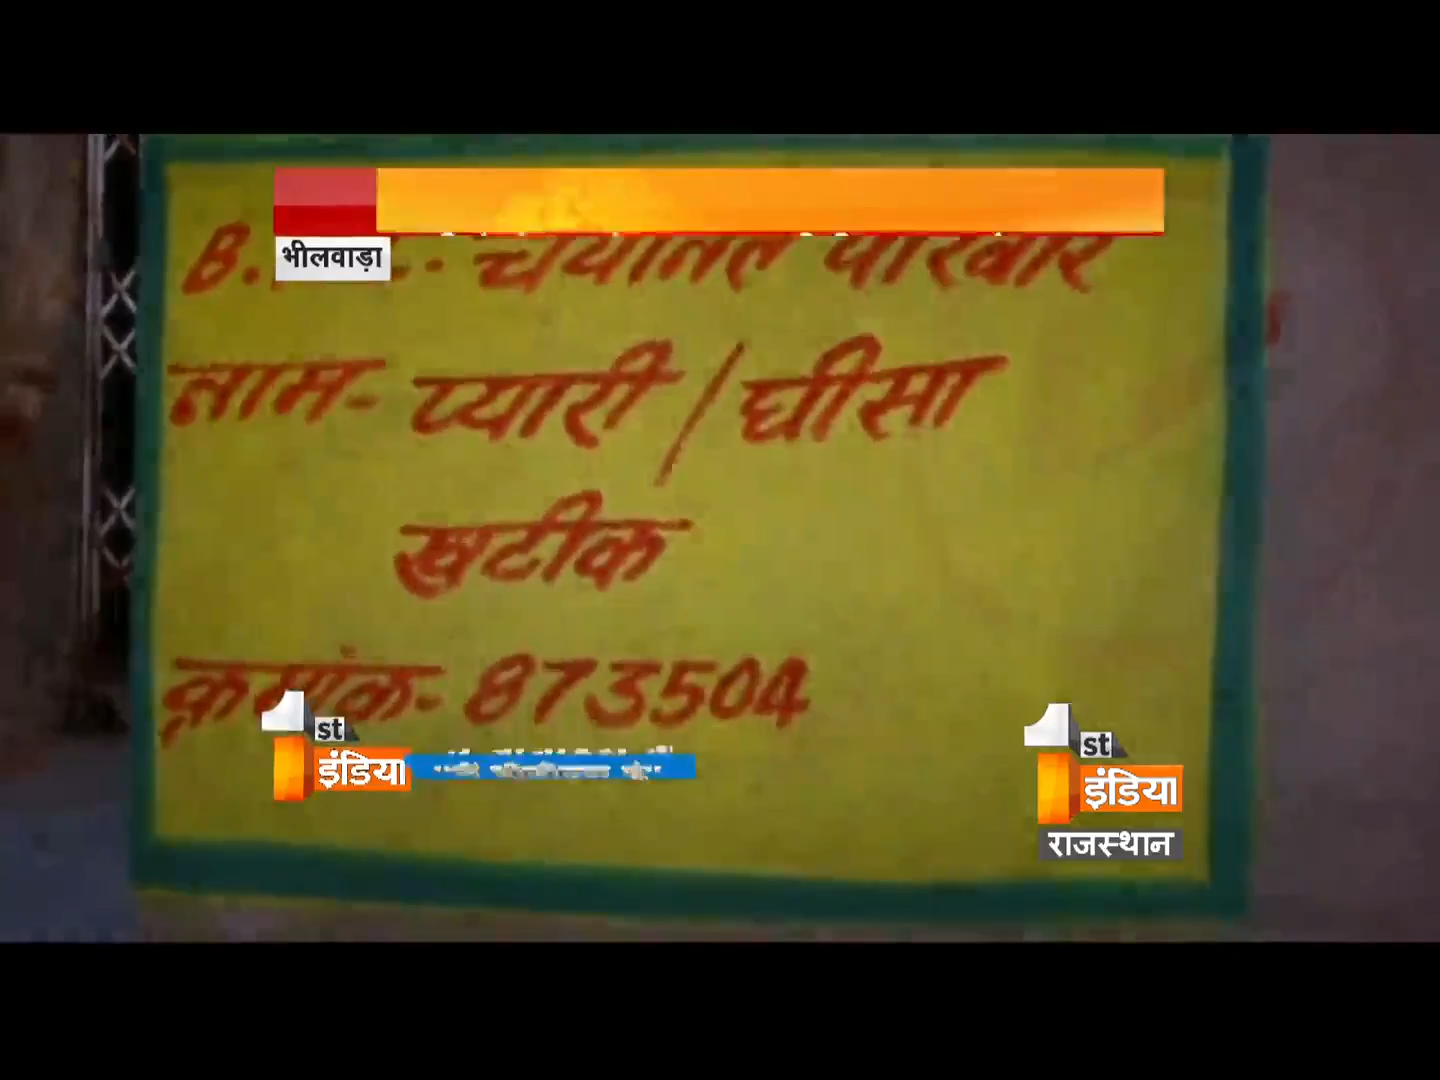 भीलवाड़ा
चयनित परिवार
नाम- प्यारी / घीसा
खटीक
क्रमांक- 873504
1st
इंडिया
1st
इंडिया
राजस्थान